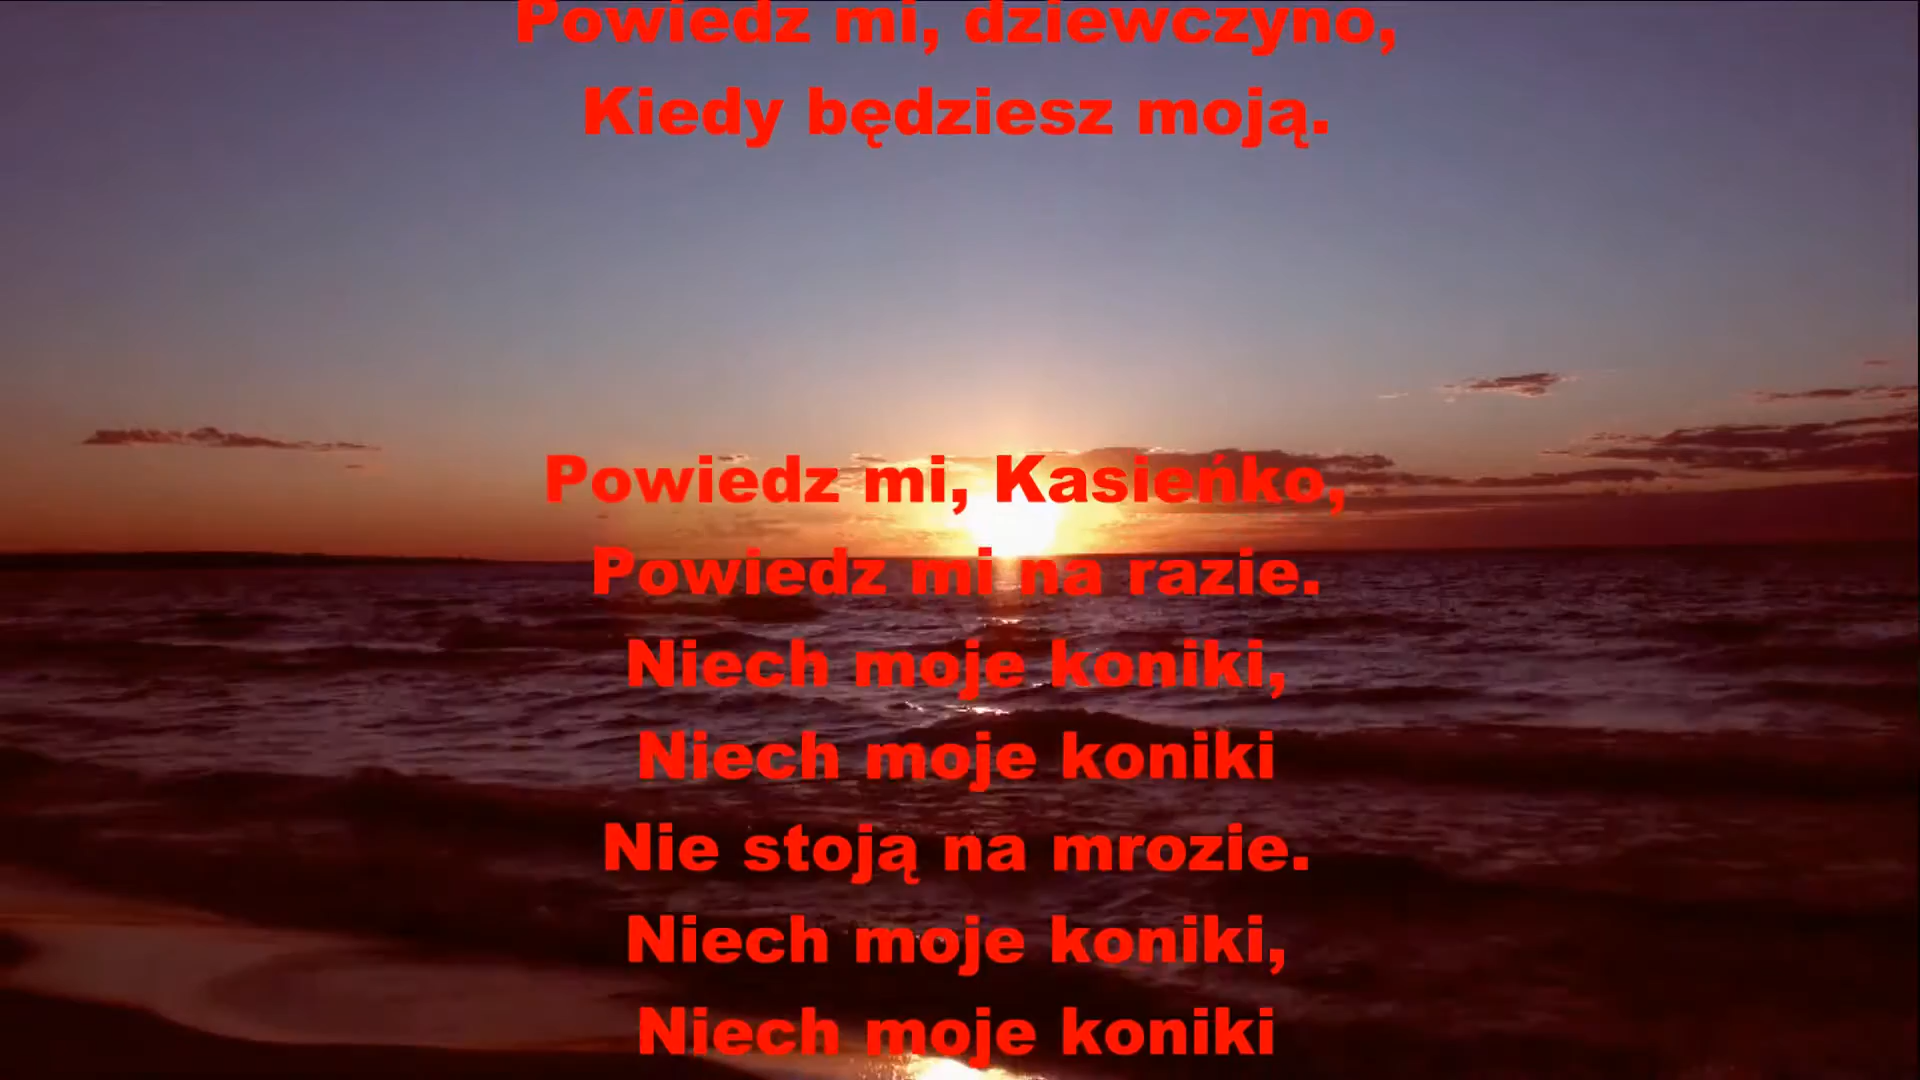 Powiedz mi, dziewczyno,
Kiedy będziesz moją.
Powiedz mi, Kasieńko,
Powiedz mi na razie.
Niech moje koniki,
Niech moje koniki
Nie stoją na mrozie.
Niech moje koniki,
Niech moje koniki